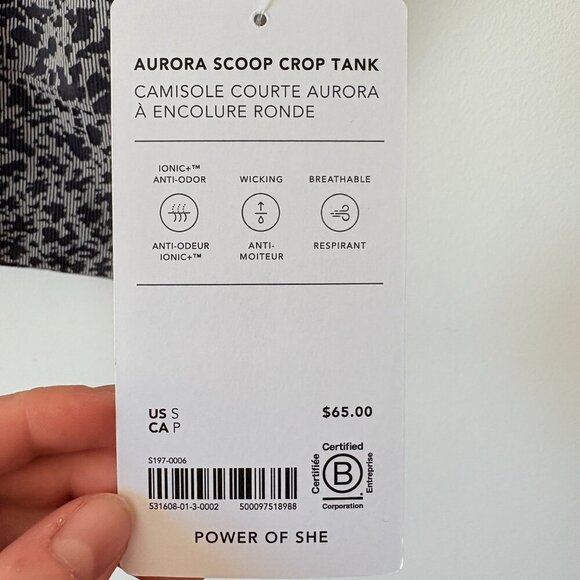 AURORA SCOOP CROP TANK
CAMISOLE COURTE AURORA
À ENCOLURE RONDE
IONIC+™
ANTI-ODOR
WICKING
BREATHABLE
ANTI-ODEUR
IONIC+™
ANTI-
MOITEUR
RESPIRANT
US S
CA P
$65.00
S197-0006
531608-01-3-0002 500097518988
Certified
Certifiée
B
Entreprise
Corporation
POWER OF SHE